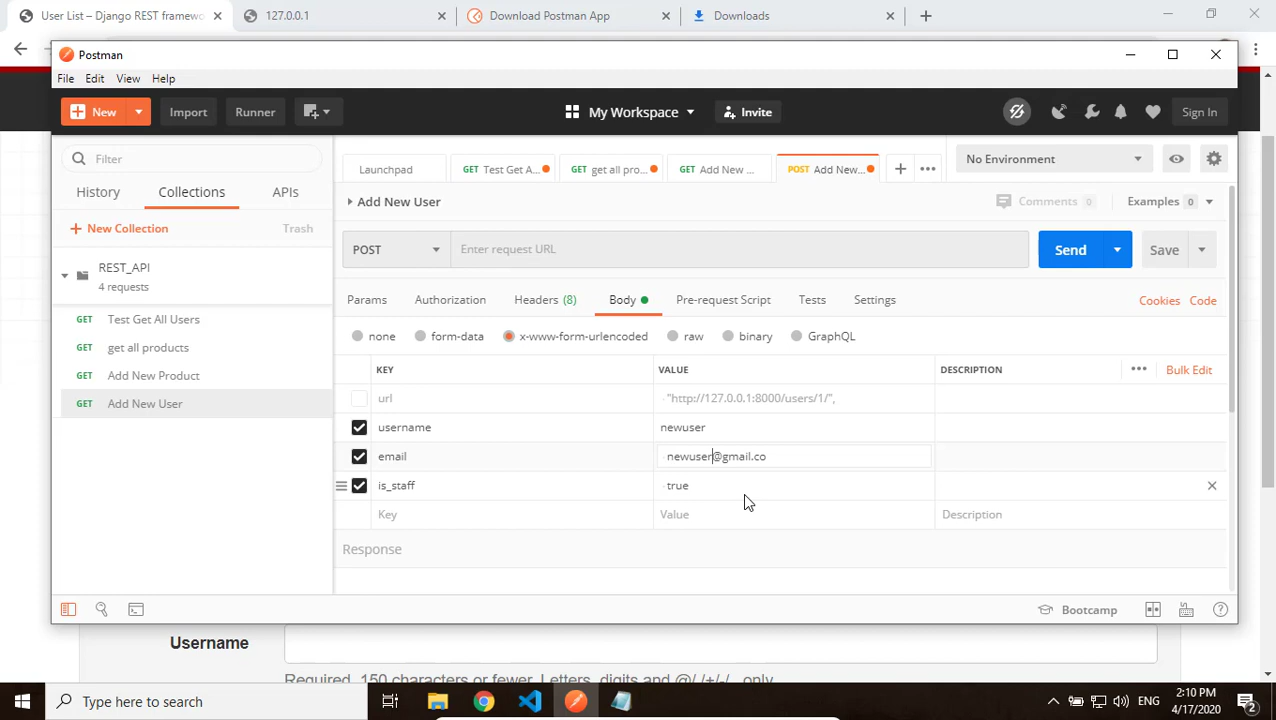 User List – Django REST framewo
127.0.0.1
Download Postman App
Downloads
Postman
File Edit View Help
New
Import
Runner
My Workspace
Invite
Sign In
Filter
Launchpad
GET Test Get A...
GET get all pro...
GET Add New ...
POST Add New...
No Environment
History
Collections
APIs
Add New User
Comments 0
Examples 0
New Collection
Trash
POST
Enter request URL
Send
Save
REST_API
4 requests
Params
Authorization
Headers (8)
Body
Pre-request Script
Tests
Settings
Cookies
Code
GET Test Get All Users
GET get all products
GET Add New Product
GET Add New User
none
form-data
x-www-form-urlencoded
raw
binary
GraphQL
KEY VALUE DESCRIPTION
Bulk Edit
url "http://127.0.0.1:8000/users/1/",
username newuser
email newuser@gmail.co
is_staff true
Key Value Description
Response
Bootcamp
Username
Required. 150 characters or fewer. Letters, digits and @/./+/-/_ only.
Type here to search
ENG
2:10 PM
4/17/2020
2